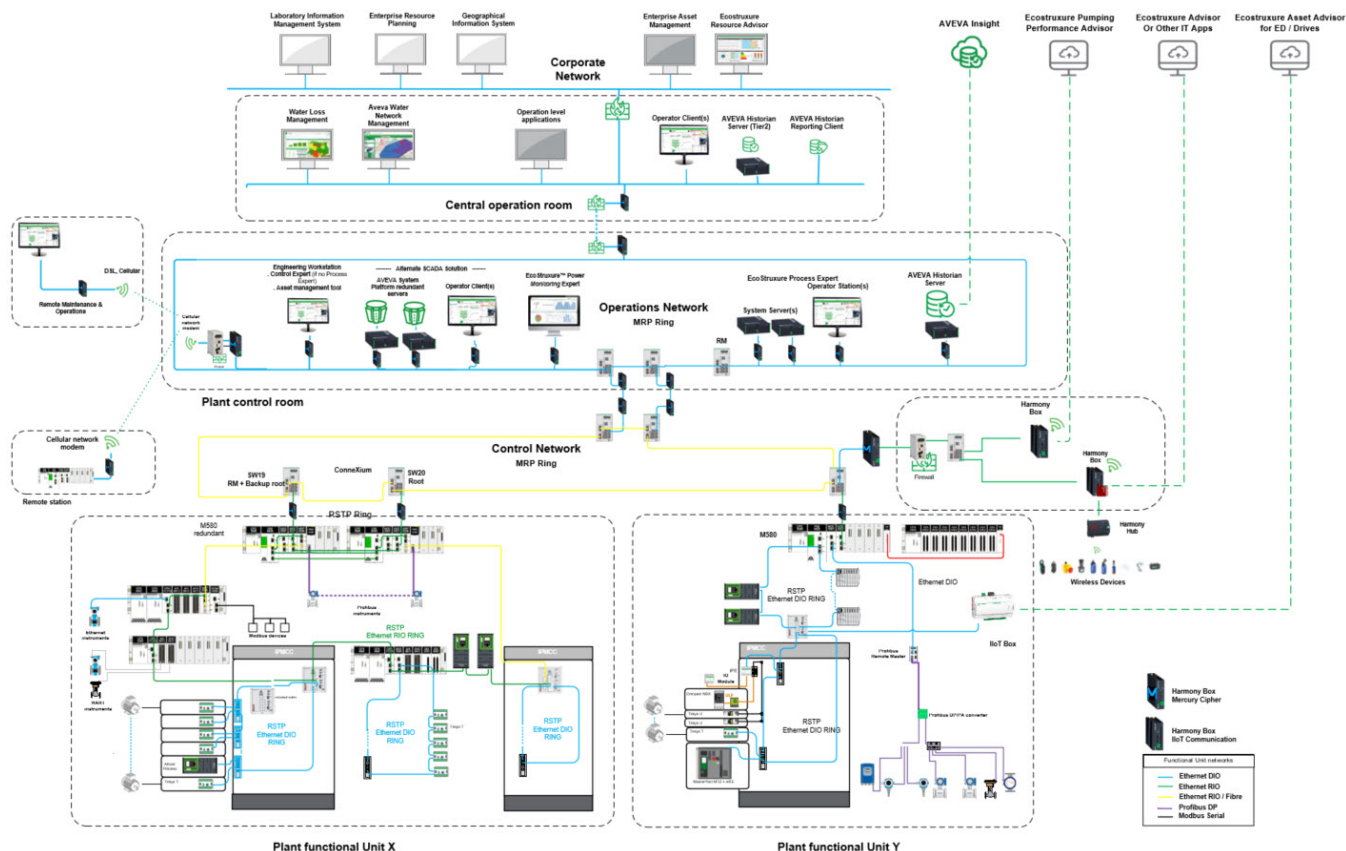 Laboratory Information
Management System
Enterprise Resource
Planning
Geographical
Information System
Enterprise Asset
Management
Ecostruxure
Resource Advisor
AVEVA Insight
Ecostruxure Pumping
Performance Advisor
Ecostruxure Advisor
Or Other IT Apps
Ecostruxure Asset Advisor
for ED / Drives
Corporate
Network
Water Loss
Management
Aveva Water
Network
Management
Operation level
applications
Operator Client(s)
AVEVA Historian
Server (Tier2)
AVEVA Historian
Reporting Client
Central operation room
DSL, Cellular
Remote Maintenance &
Operations
Cellular
network
modem
Engineering Workstation
. Control Expert (if no Process
Expert)
. Asset management tool
Alternate SCADA Solution
AVEVA System
Platform redundant
servers
Operator Client(s)
EcoStruxure™ Power
Monitoring Expert
Operations Network
MRP Ring
EcoStruxure Process Expert
Operator Station(s)
System Server(s)
RM
AVEVA Historian
Server
Plant control room
Cellular network
modem
Remote station
Control Network
MRP Ring
ConneXium
SW19
RM + Backup root
SW20
Root
Firewall
Harmony
Box
Harmony
Box
Harmony
Hub
Wireless Devices
RSTP Ring
M580
redundant
Profibus
instruments
Ethernet
instruments
Modbus devices
HART
instruments
RSTP
Ethernet RIO RING
IPMCC
IPMCC
RSTP
Ethernet DIO
RING
RSTP
Ethernet DIO
RING
RSTP
Ethernet DIO
RING
Plant functional Unit X
M580
Ethernet DIO
RSTP
Ethernet DIO RING
IIoT Box
IPMCC
Profibus
Remote Master
RSTP
Ethernet DIO RING
Profibus DP/PA converter
Plant functional Unit Y
Harmony Box
Mercury Cipher
Harmony Box
IIoT Communication
Functional Unit networks
Ethernet DIO
Ethernet RIO
Ethernet RIO / Fibre
Profibus DP
Modbus Serial